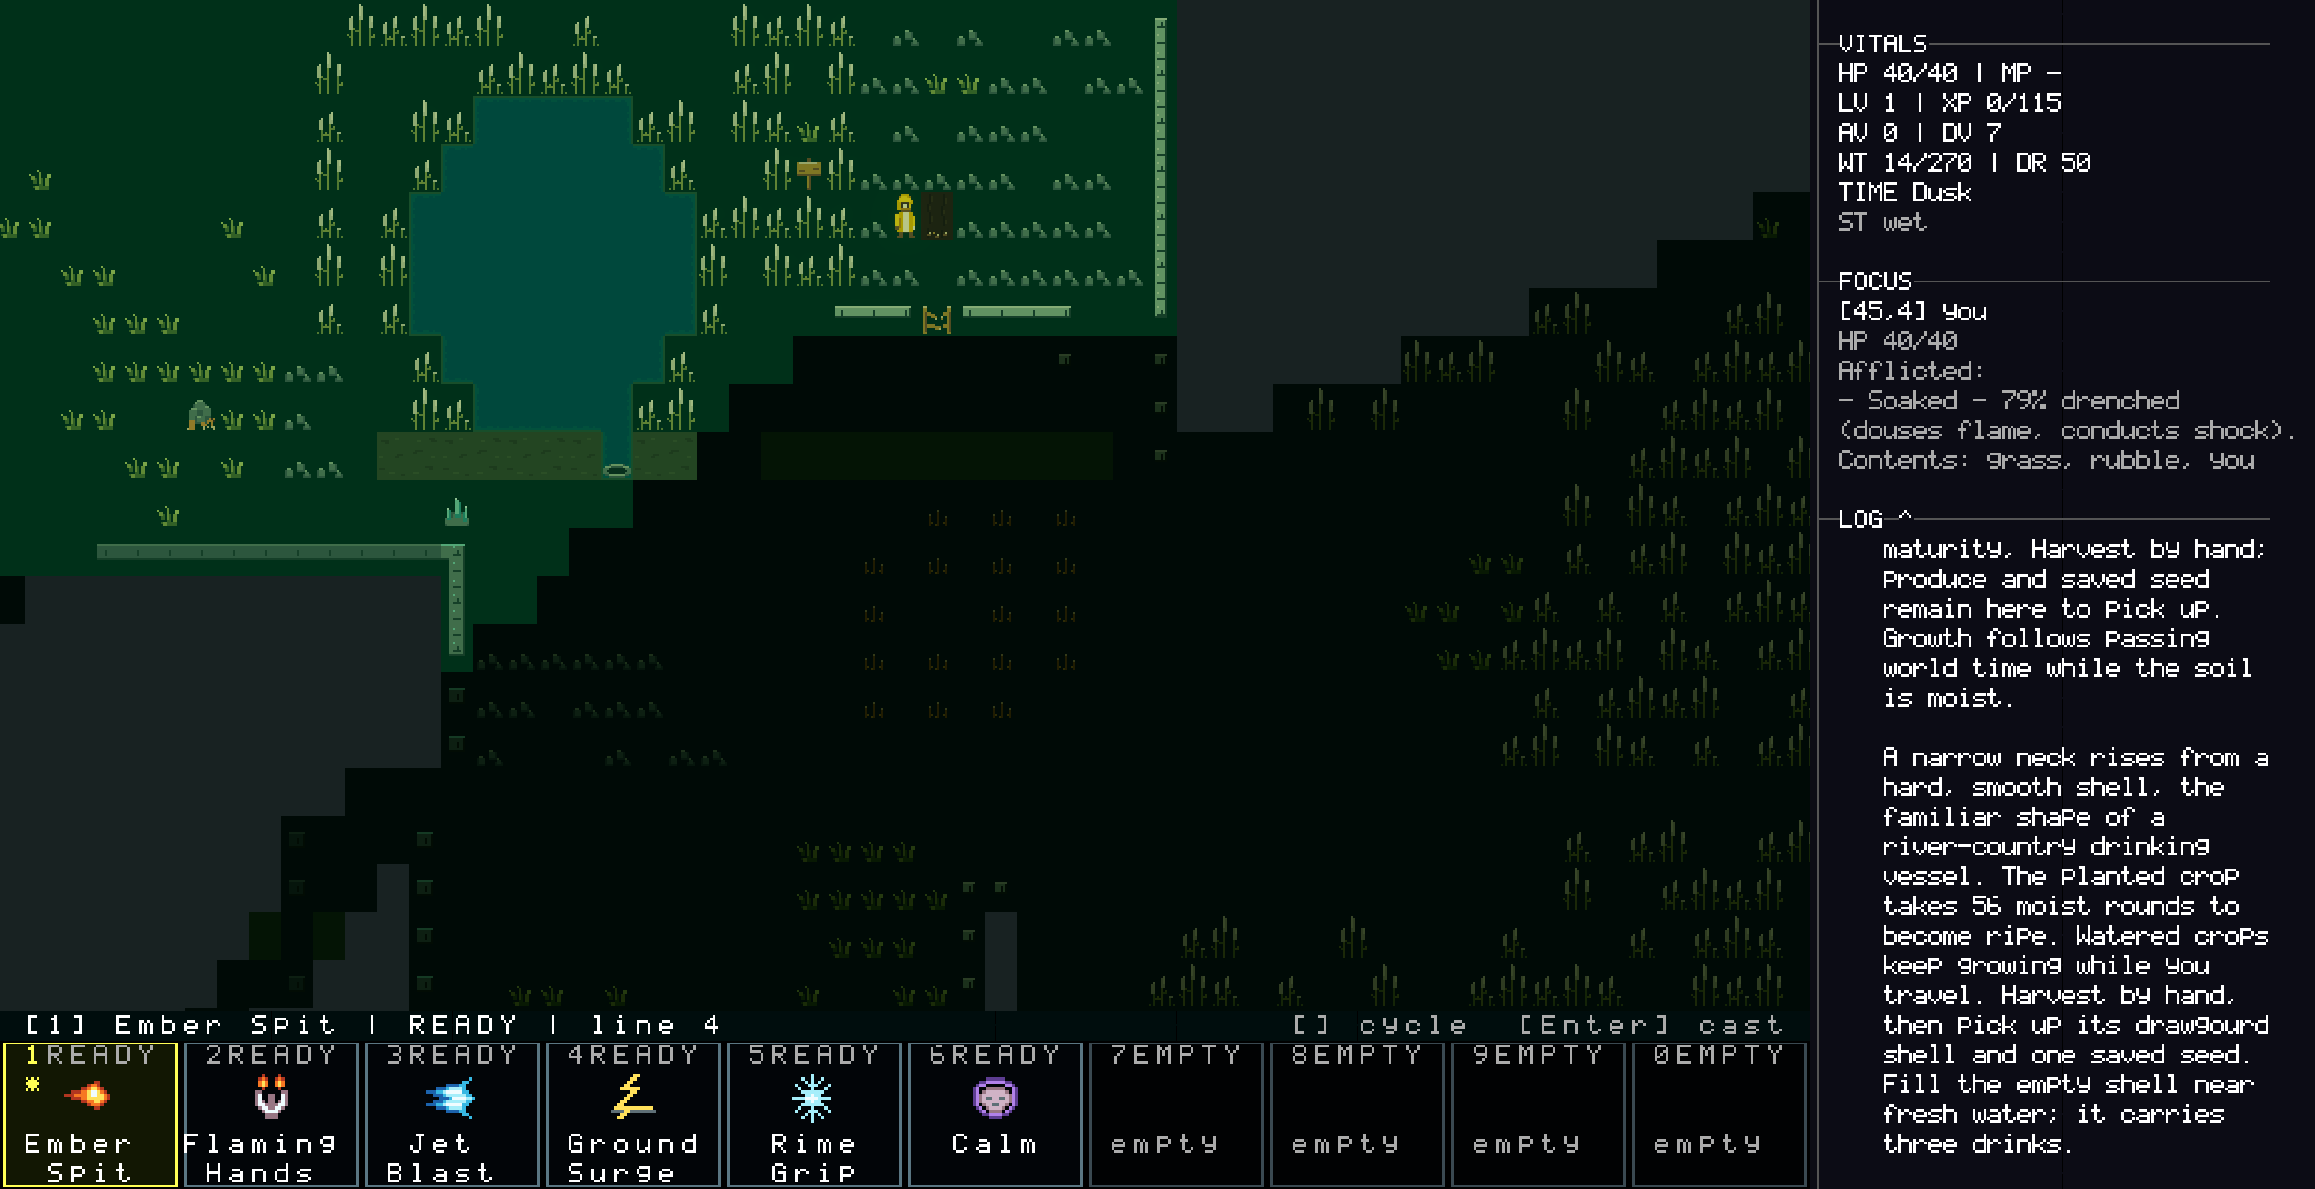 VITALS
HP 40/40 | MP -
LV 1 | XP 0/115
AV 0 | DV 7
WT 14/270 | DR 50
TIME Dusk
ST wet
FOCUS
[45,4] You
HP 40/40
Afflicted:
- Soaked - 79% drenched
(douses flame, conducts shock).
Contents: grass, rubble, you
LOG ^
maturity. Harvest by hand;
produce and saved seed
remain here to pick up.
Growth follows passing
world time while the soil
is moist.
A narrow neck rises from a
hard, smooth shell, the
familiar shape of a
river-country drinking
vessel. The planted crop
takes 56 moist rounds to
become ripe. Watered crops
keep growing while you
travel. Harvest by hand,
then pick up its drawgound
shell and one saved seed.
Fill the empty shell near
fresh water; it carries
three drinks.
[1] Ember Spit | READY | line 4
[] cycle [Enter] cast
1READY
Ember
Spit
2READY
Flaming
Hands
3READY
Jet
Blast
4READY
Ground
Surge
5READY
Rime
Grip
6READY
Calm
7EMPTY
empty
8EMPTY
empty
9EMPTY
empty
0EMPTY
empty